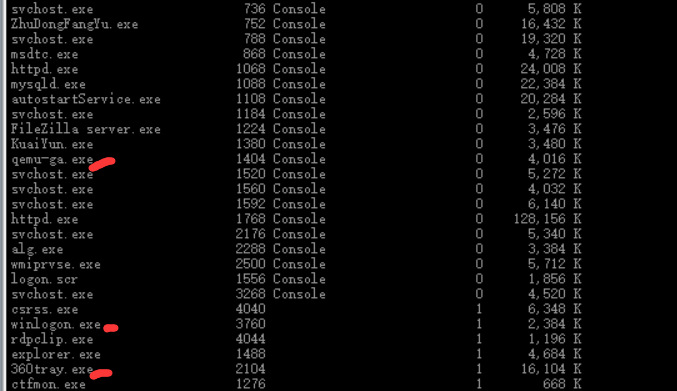 svchost.exe 736 Console 0 5,808 K
ZhuDongFangYu.exe 752 Console 0 16,432 K
svchost.exe 788 Console 0 19,320 K
msdtc.exe 868 Console 0 4,728 K
httpd.exe 1068 Console 0 24,008 K
mysqld.exe 1088 Console 0 22,384 K
autostartService.exe 1108 Console 0 20,284 K
svchost.exe 1184 Console 0 2,596 K
FileZilla server.exe 1224 Console 0 3,476 K
KuaiYun.exe 1380 Console 0 3,480 K
qemu-ga.exe 1404 Console 0 4,016 K
svchost.exe 1520 Console 0 5,272 K
svchost.exe 1560 Console 0 4,032 K
svchost.exe 1592 Console 0 6,140 K
httpd.exe 1768 Console 0 128,156 K
svchost.exe 2176 Console 0 5,340 K
alg.exe 2288 Console 0 3,384 K
wmiprvse.exe 2500 Console 0 5,712 K
logon.scr 1556 Console 0 1,856 K
svchost.exe 3268 Console 0 4,520 K
csrss.exe 4040 1 6,348 K
winlogon.exe 3760 1 2,384 K
rdpclip.exe 4044 1 1,196 K
explorer.exe 1488 1 4,684 K
360tray.exe 2104 1 16,104 K
ctfmon.exe 1276 1 668 K